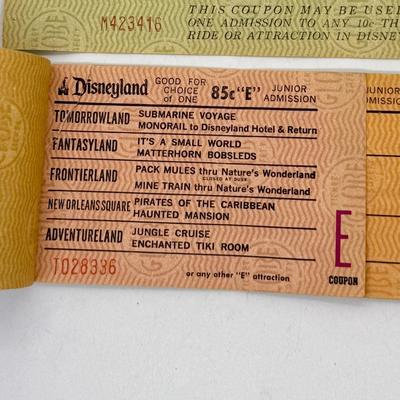 M423416
THIS COUPON MAY BE USED
ONE ADMISSION TO ANY 10c
RIDE OR ATTRACTION IN DISNEY
Disneyland GOOD FOR CHOICE of ONE 85c "E" JUNIOR ADMISSION
TOMORROWLAND SUBMARINE VOYAGE
MONORAIL to Disneyland Hotel & Return
FANTASYLAND IT'S A SMALL WORLD
MATTERHORN BOBSLEDS
FRONTIERLAND PACK MULES thru Nature's Wonderland
CLOSED AT DUSK
MINE TRAIN thru Nature's Wonderland
NEW ORLEANS SQUARE PIRATES OF THE CARIBBEAN
HAUNTED MANSION
ADVENTURELAND JUNGLE CRUISE
ENCHANTED TIKI ROOM
T028336
or any other "E" attraction
E
COUPON
JUNIOR
ADMISSION